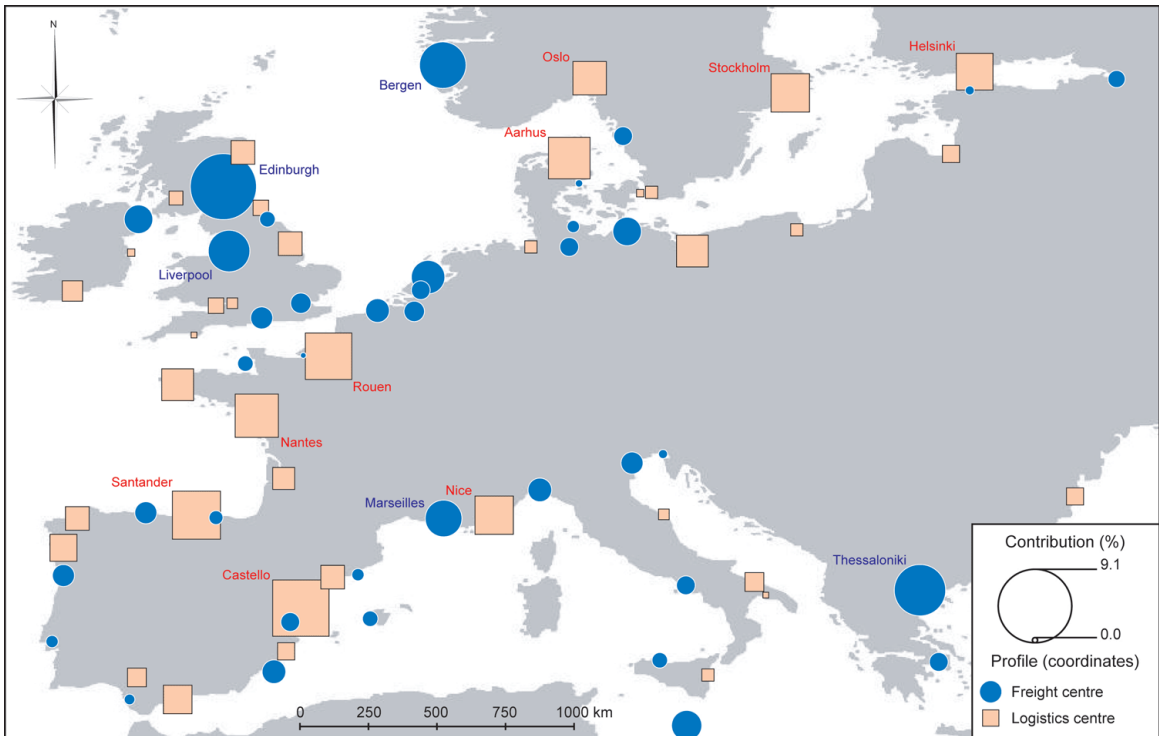 N
Oslo
Helsinki
Stockholm
Bergen
Aarhus
Edinburgh
Liverpool
Rouen
Nantes
Santander
Marseilles
Nice
Castello
Thessaloniki
0 250 500 750 1000 km
Contribution (%)
9.1
0.0
Profile (coordinates)
Freight centre
Logistics centre